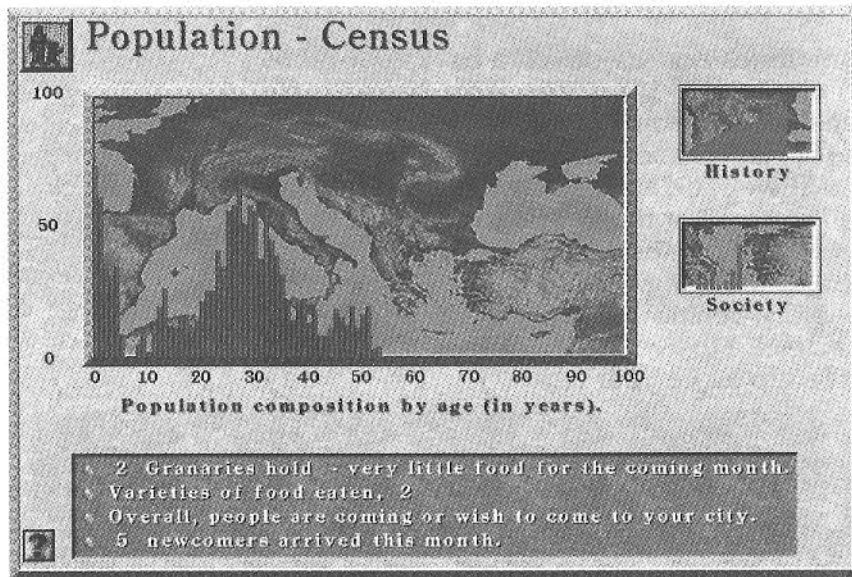 Population - Census
100
50
0
0 10 20 30 40 50 60 70 80 90 100
Population composition by age (in years).
History
Society
2 Granaries hold - very little food for the coming month.
Varieties of food eaten, 2
Overall, people are coming or wish to come to your city.
5 newcomers arrived this month.
?